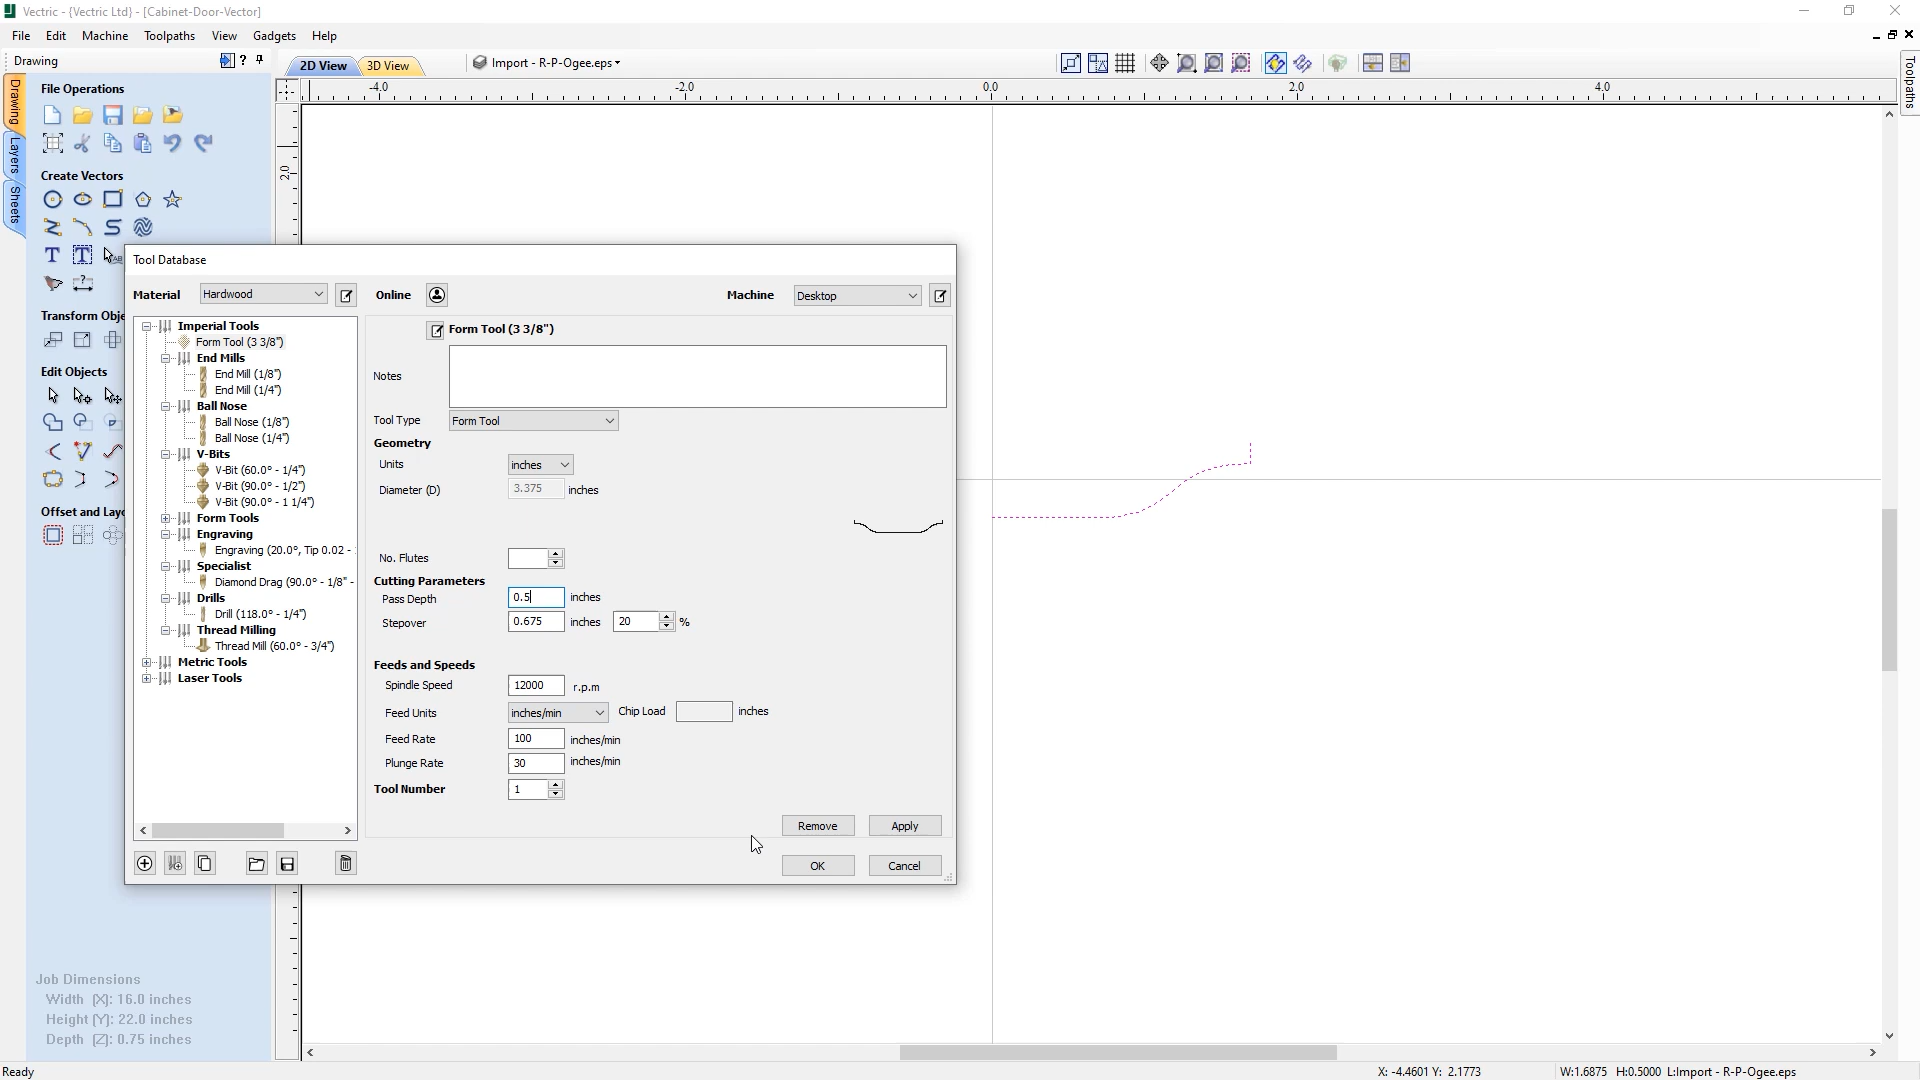 Vectric - {Vectric Ltd} - [Cabinet-Door-Vector]
File Edit Machine Toolpaths View Gadgets Help
Drawing ?
2D View 3D View Import - R-P-Ogee.eps
Toolpaths
Drawing
Layers
Sheets
-4.0 -2.0 0.0 2.0 4.0
2.0
File Operations
Create Vectors
Transform Obje
Edit Objects
Offset and Layo
Tool Database
Material Hardwood Online Machine Desktop
Imperial Tools
Form Tool (3 3/8")
End Mills
End Mill (1/8")
End Mill (1/4")
Ball Nose
Ball Nose (1/8")
Ball Nose (1/4")
V-Bits
V-Bit (60.0° - 1/4")
V-Bit (90.0° - 1/2")
V-Bit (90.0° - 1 1/4")
Form Tools
Engraving
Engraving (20.0°, Tip 0.02 -
Specialist
Diamond Drag (90.0° - 1/8" -
Drills
Drill (118.0° - 1/4")
Thread Milling
Thread Mill (60.0° - 3/4")
Metric Tools
Laser Tools
Form Tool (3 3/8")
Notes
Tool Type Form Tool
Geometry
Units inches
Diameter (D) 3.375 inches
No. Flutes
Cutting Parameters
Pass Depth 0.5 inches
Stepover 0.675 inches 20 %
Feeds and Speeds
Spindle Speed 12000 r.p.m
Feed Units inches/min Chip Load inches
Feed Rate 100 inches/min
Plunge Rate 30 inches/min
Tool Number 1
Remove Apply
OK Cancel
Job Dimensions
Width (X): 16.0 inches
Height (Y): 22.0 inches
Depth (Z): 0.75 inches
Ready X: -4.4601 Y: 2.1773 W:1.6875 H:0.5000 L:Import - R-P-Ogee.eps